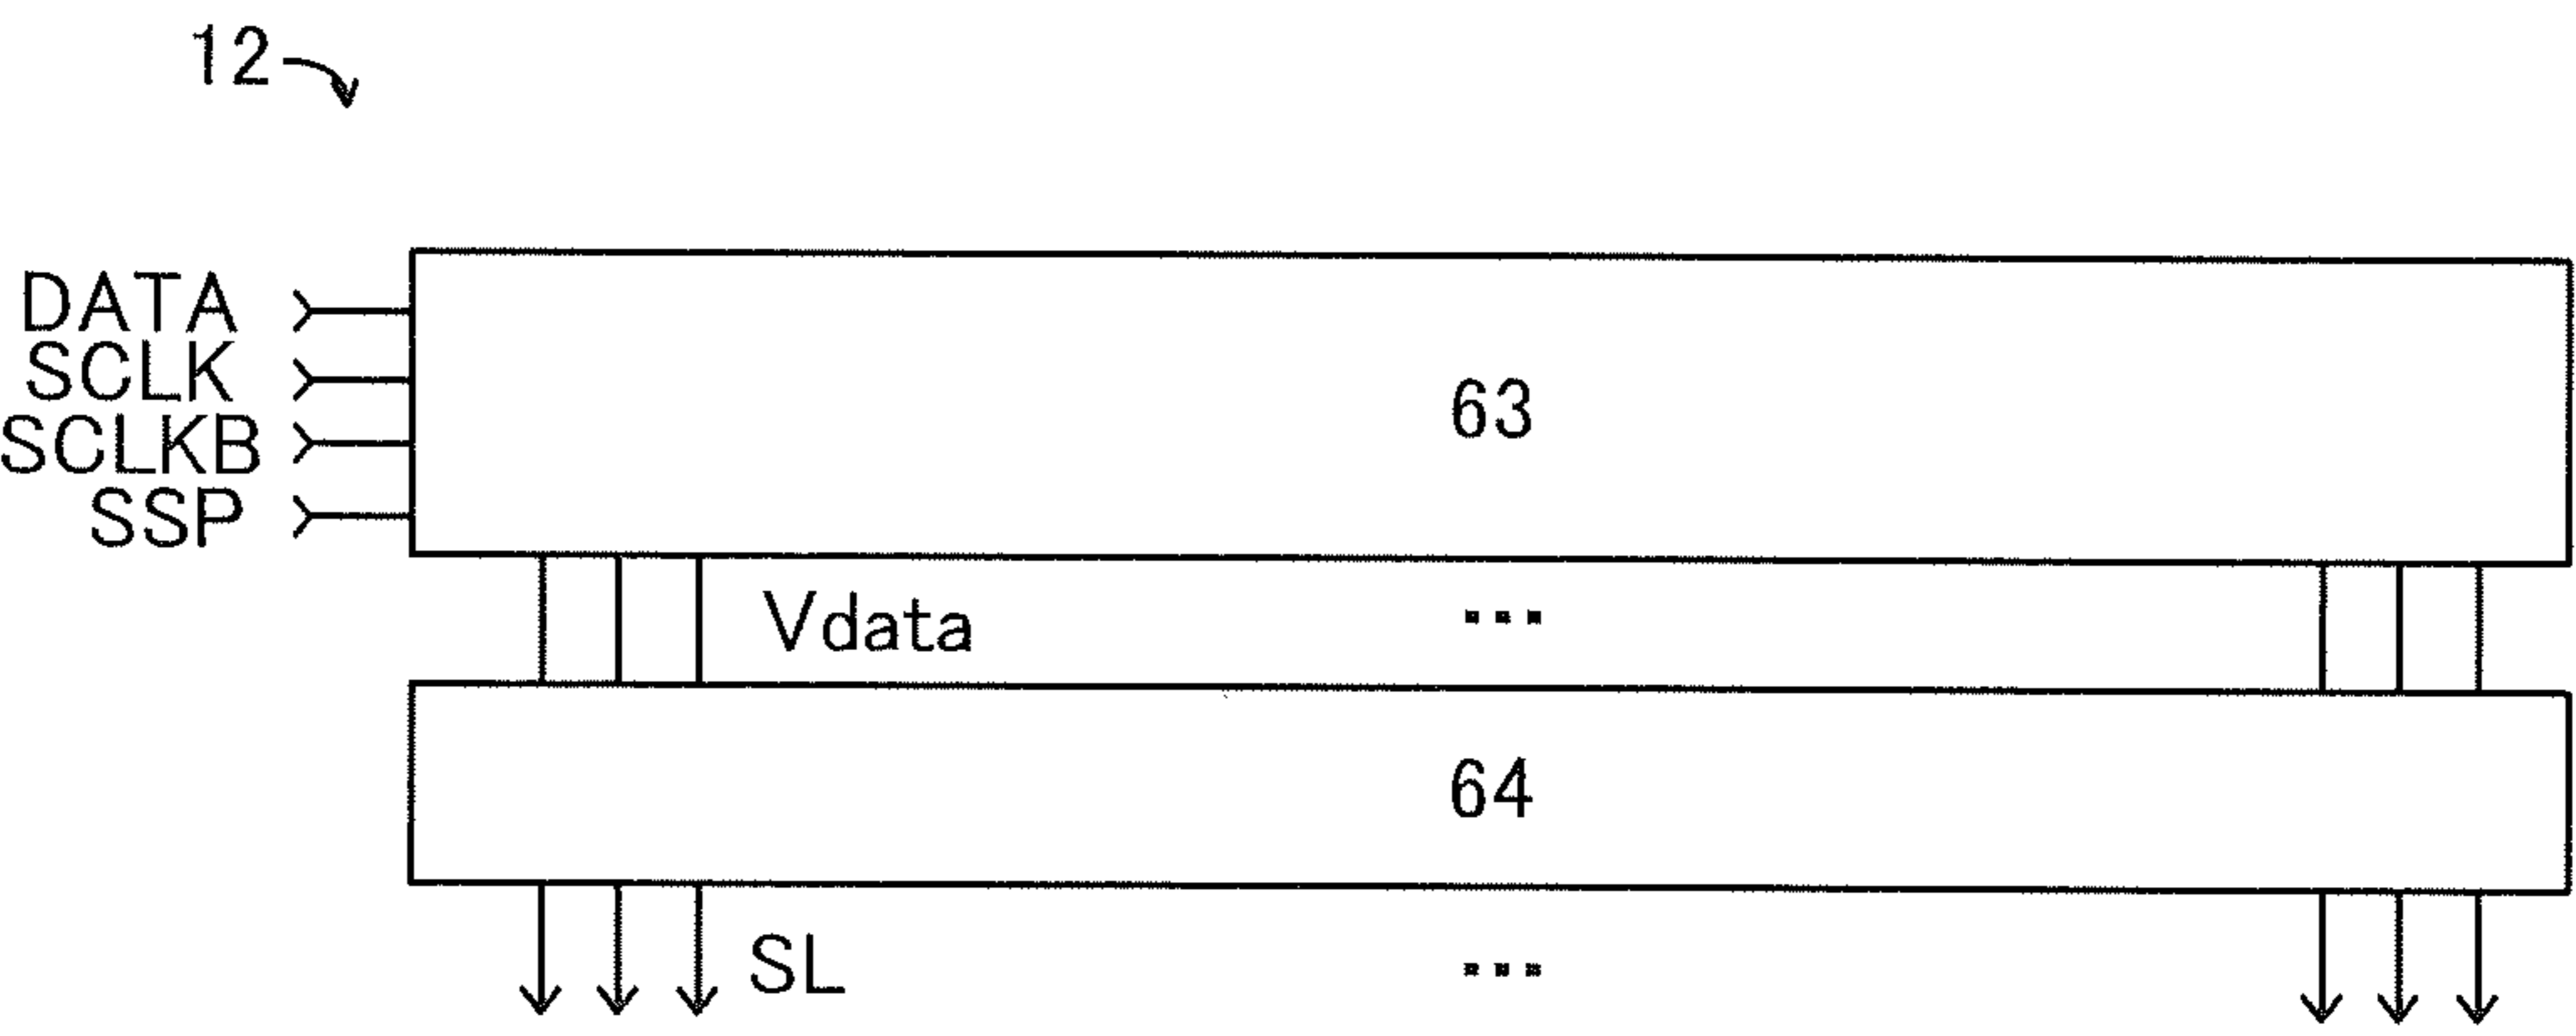 12
DATA
SCLK
SCLKB
SSP
63
Vdata ...
64
SL ...